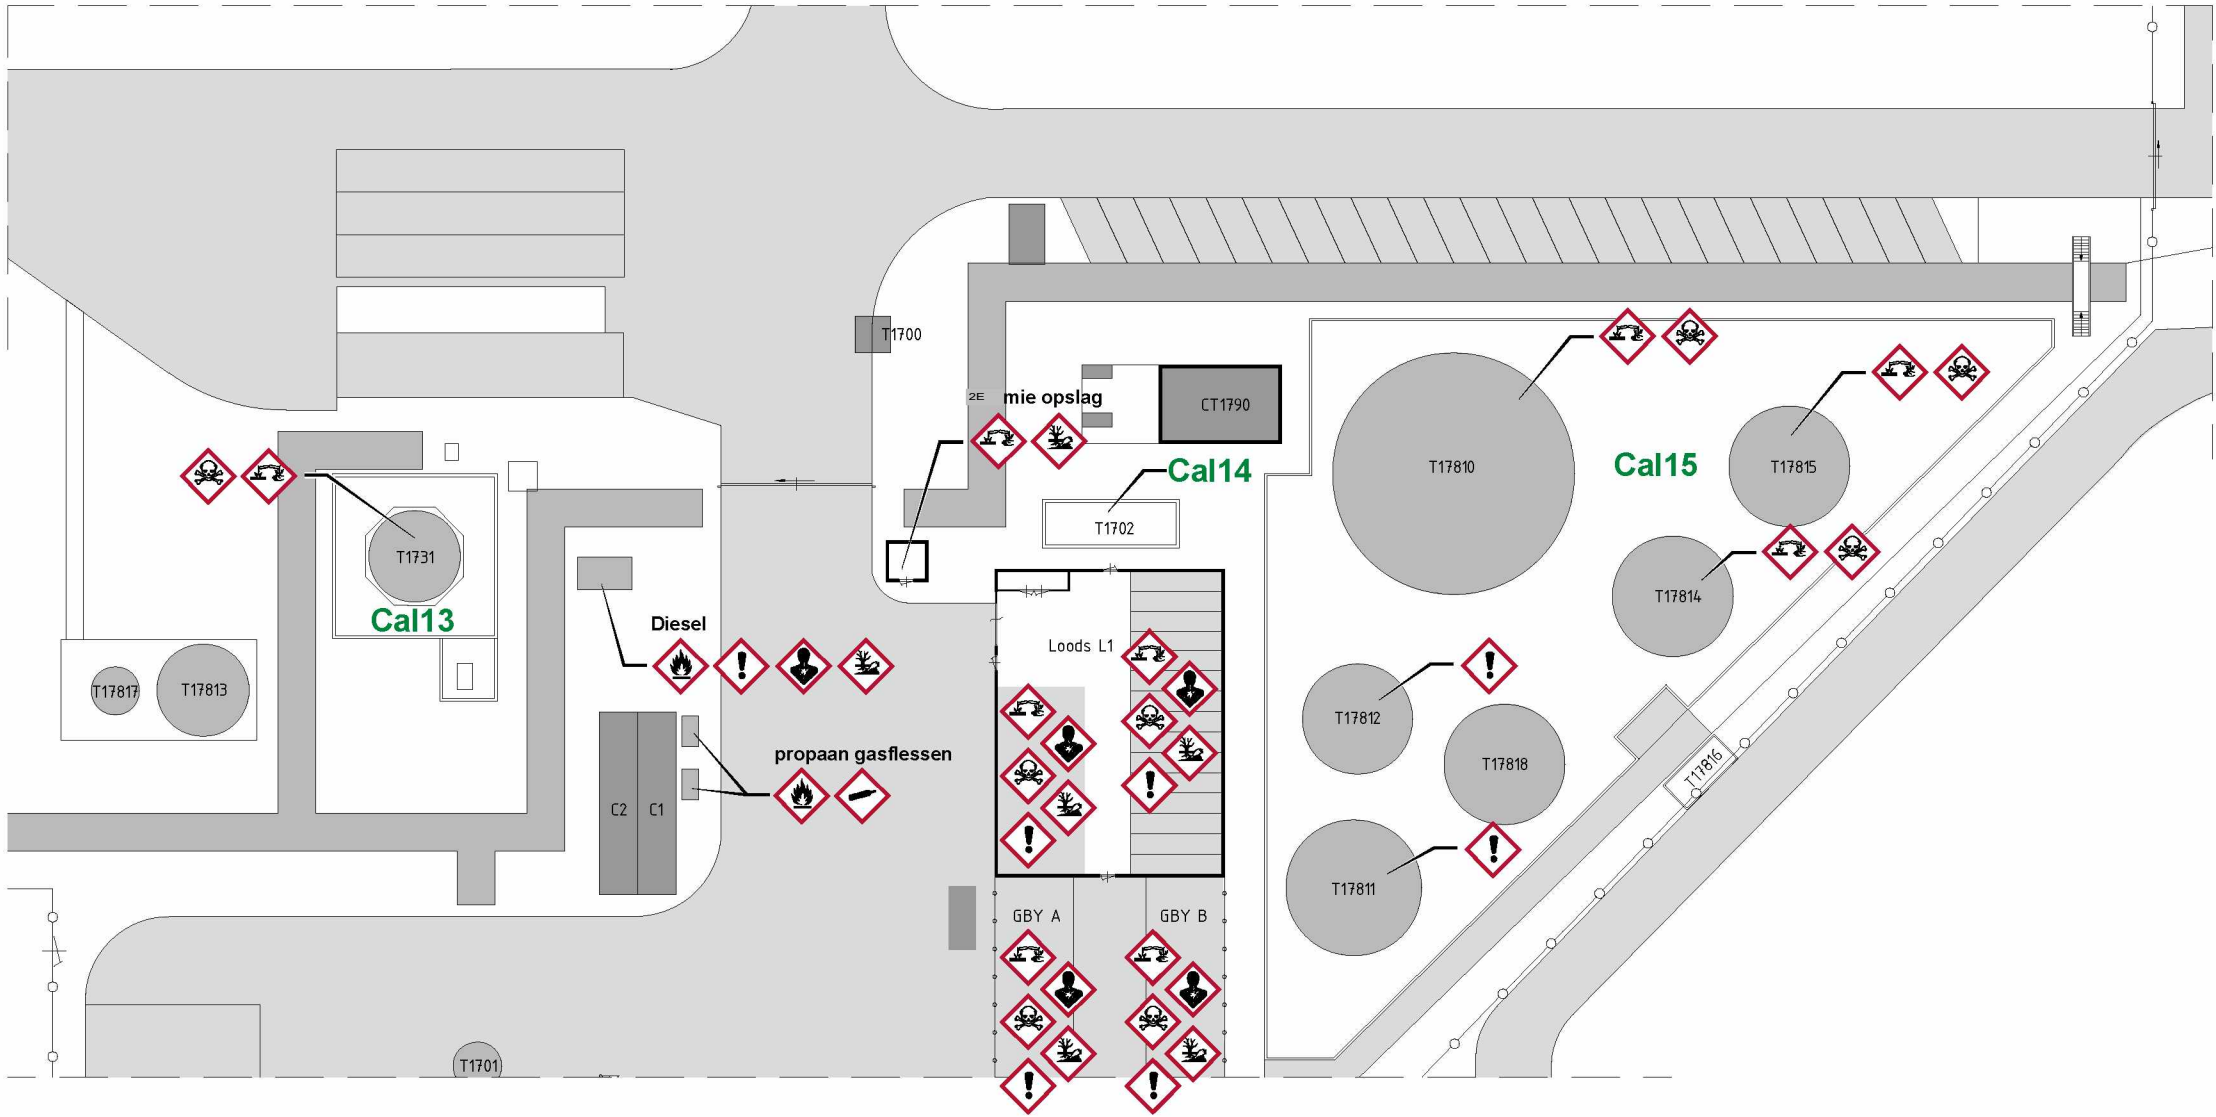 T1700
2E
mie opslag
CT1790
Cal14
T17810
Cal15
T17815
T1702
T1731
Cal13
T17814
Diesel
Loods L1
T17817
T17813
T17812
T17818
T17816
propaan gasflessen
C2
C1
T17811
GBY A
GBY B
T1701